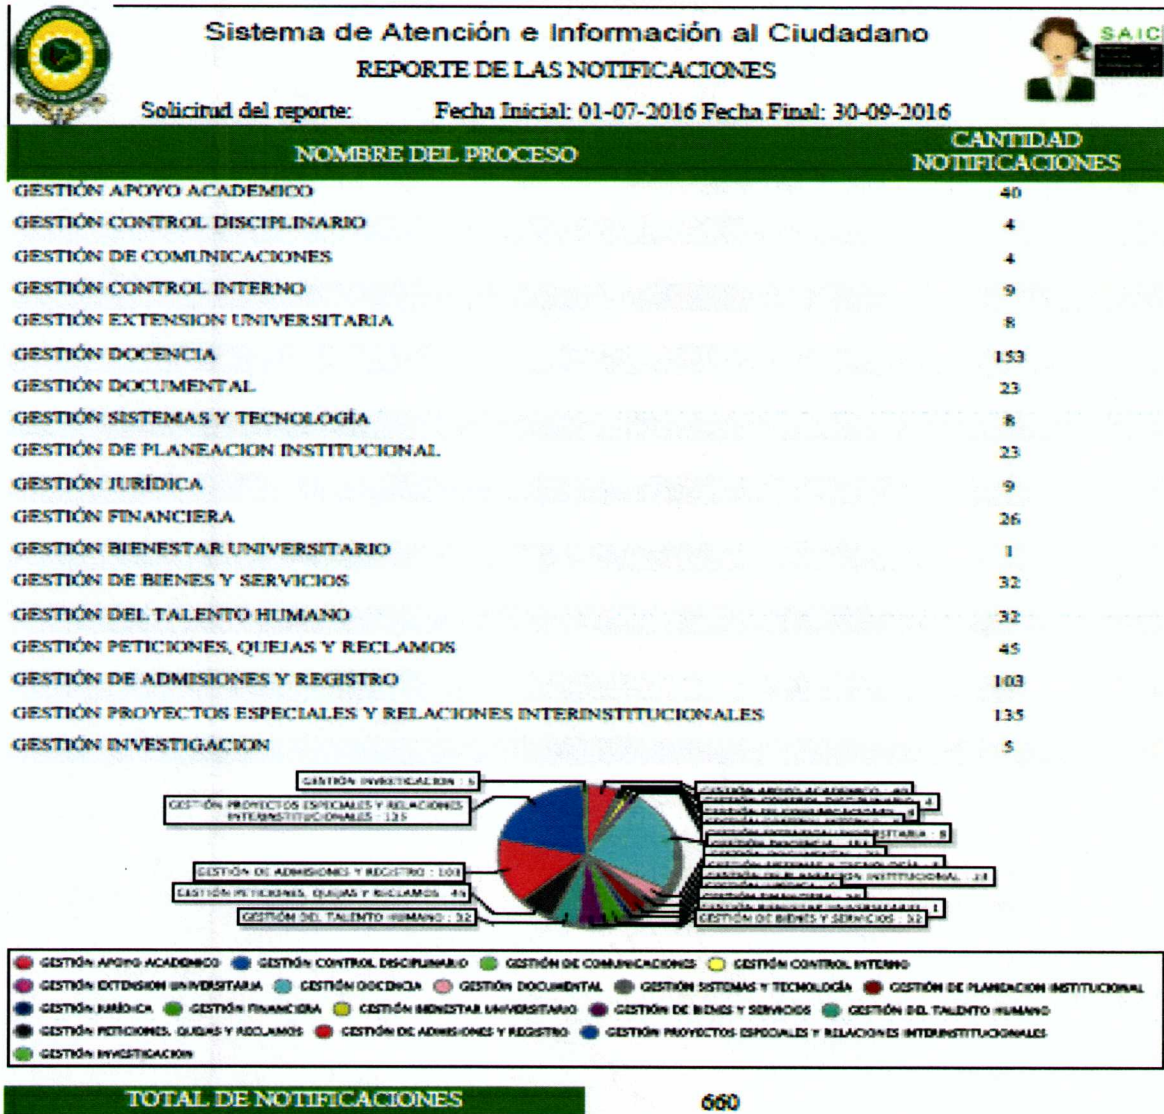 Sistema de Atención e Información al Ciudadano
SAIC
REPORTE DE LAS NOTIFICACIONES
Solicitud del reporte: Fecha Inicial: 01-07-2016 Fecha Final: 30-09-2016
NOMBRE DEL PROCESO CANTIDAD NOTIFICACIONES
GESTIÓN APOYO ACADEMICO 40
GESTIÓN CONTROL DISCIPLINARIO 4
GESTIÓN DE COMUNICACIONES 4
GESTIÓN CONTROL INTERNO 9
GESTIÓN EXTENSION UNIVERSITARIA 8
GESTIÓN DOCENCIA 153
GESTIÓN DOCUMENTAL 23
GESTIÓN SISTEMAS Y TECNOLOGÍA 8
GESTIÓN DE PLANEACION INSTITUCIONAL 23
GESTIÓN JURÍDICA 9
GESTIÓN FINANCIERA 26
GESTIÓN BIENESTAR UNIVERSITARIO 1
GESTIÓN DE BIENES Y SERVICIOS 32
GESTIÓN DEL TALENTO HUMANO 32
GESTIÓN PETICIONES, QUEJAS Y RECLAMOS 45
GESTIÓN DE ADMISIONES Y REGISTRO 103
GESTIÓN PROYECTOS ESPECIALES Y RELACIONES INTERINSTITUCIONALES 135
GESTIÓN INVESTIGACION 5
GESTIÓN INVESTIGACION : 5
GESTIÓN PROYECTOS ESPECIALES Y RELACIONES
INTERINSTITUCIONALES : 135
GESTIÓN DE ADMISIONES Y REGISTRO : 103
GESTIÓN PETICIONES, QUEJAS Y RECLAMOS : 45
GESTIÓN DEL TALENTO HUMANO : 32
GESTIÓN APOYO ACADEMICO : 40
GESTIÓN DE BIENES Y SERVICIOS : 32
GESTIÓN APOYO ACADEMICO GESTIÓN CONTROL DISCIPLINARIO GESTIÓN DE COMUNICACIONES GESTIÓN CONTROL INTERNO
GESTIÓN EXTENSION UNIVERSITARIA GESTIÓN DOCENCIA GESTIÓN DOCUMENTAL GESTIÓN SISTEMAS Y TECNOLOGÍA GESTIÓN DE PLANEACION INSTITUCIONAL
GESTIÓN JURÍDICA GESTIÓN FINANCIERA GESTIÓN BIENESTAR UNIVERSITARIO GESTIÓN DE BIENES Y SERVICIOS GESTIÓN DEL TALENTO HUMANO
GESTIÓN PETICIONES, QUEJAS Y RECLAMOS GESTIÓN DE ADMISIONES Y REGISTRO GESTIÓN PROYECTOS ESPECIALES Y RELACIONES INTERINSTITUCIONALES
GESTIÓN INVESTIGACION
TOTAL DE NOTIFICACIONES 660